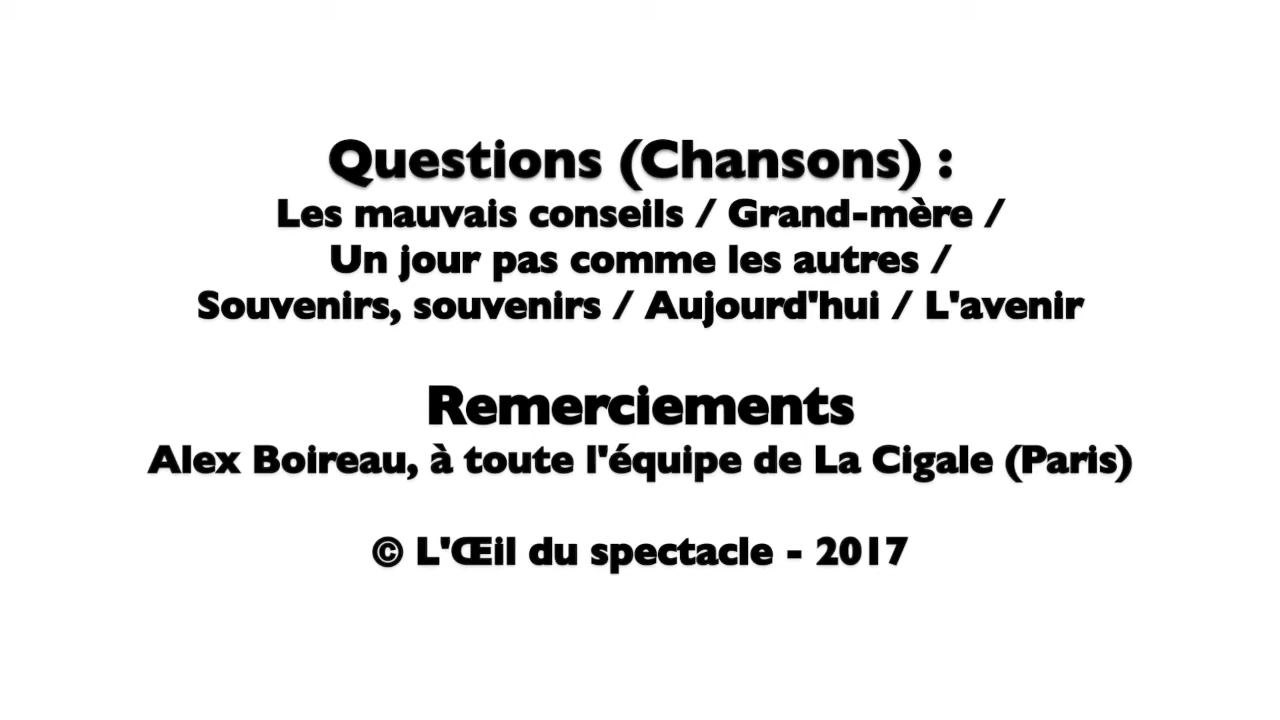 Questions (Chansons) :
Les mauvais conseils / Grand-mère /
Un jour pas comme les autres /
Souvenirs, souvenirs / Aujourd'hui / L'avenir
Remerciements
Alex Boireau, à toute l'équipe de La Cigale (Paris)
© L'Œil du spectacle - 2017